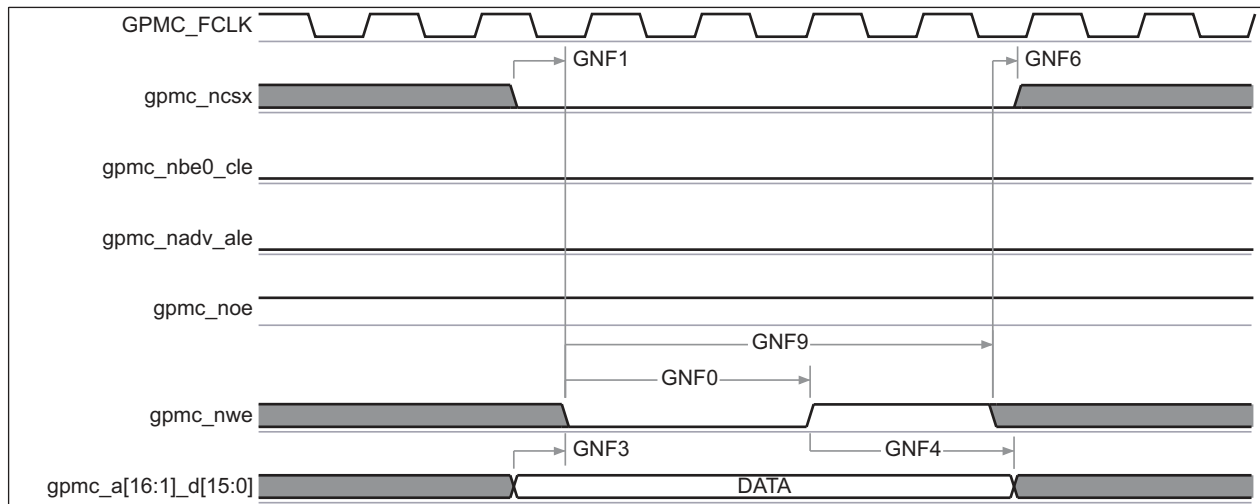 GPMC_FCLK
GNF1
GNF6
gpmc_ncsx
gpmc_nbe0_cle
gpmc_nadv_ale
gpmc_noe
GNF9
GNF0
gpmc_nwe
GNF3
GNF4
gpmc_a[16:1]_d[15:0]
DATA